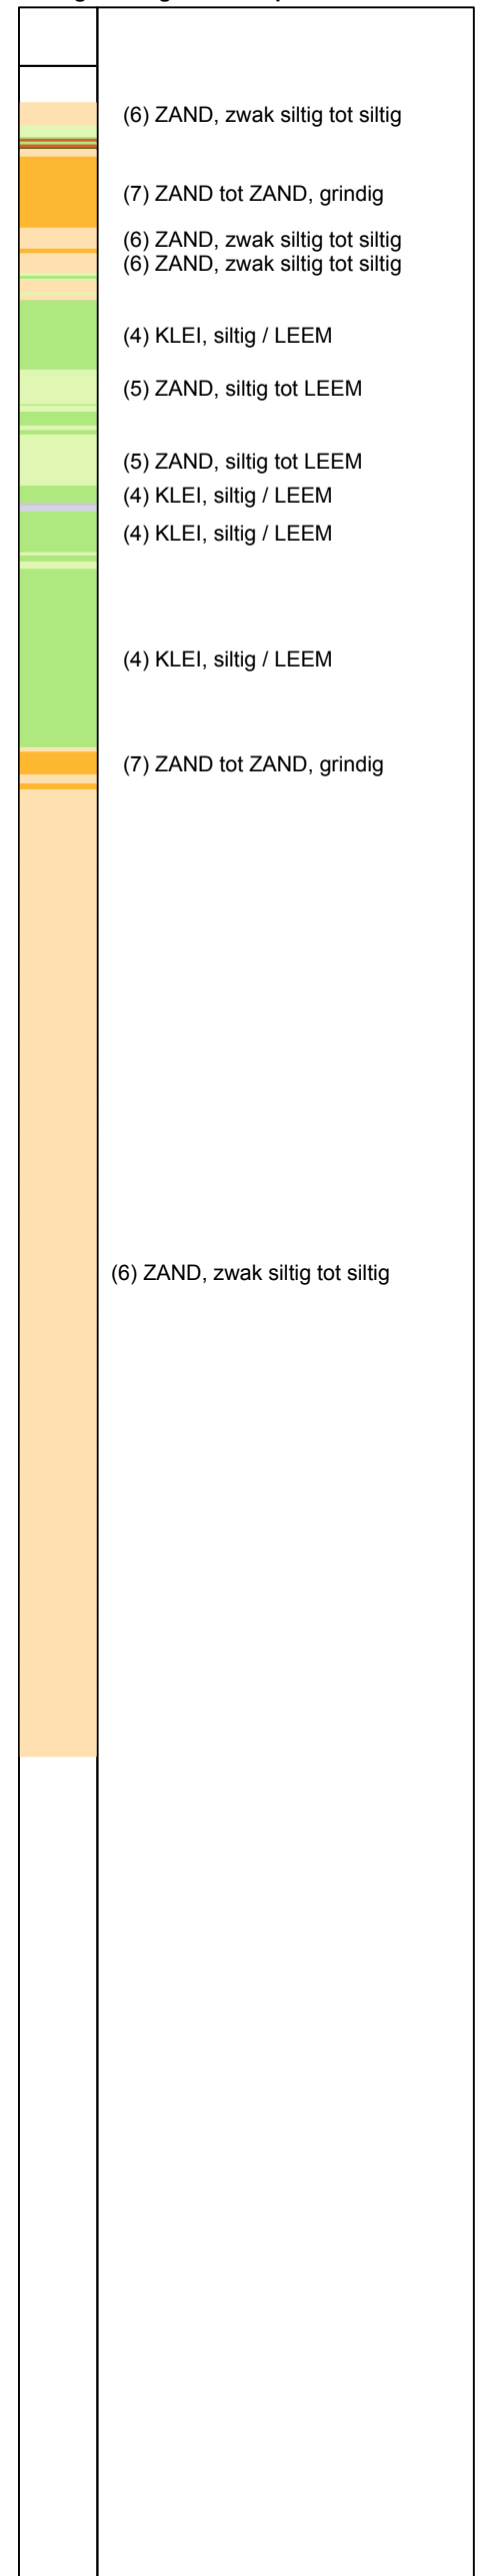 (6) ZAND, zwak siltig tot siltig
(7) ZAND tot ZAND, grindig
(6) ZAND, zwak siltig tot siltig
(6) ZAND, zwak siltig tot siltig
(4) KLEI, siltig / LEEM
(5) ZAND, siltig tot LEEM
(5) ZAND, siltig tot LEEM
(4) KLEI, siltig / LEEM
(4) KLEI, siltig / LEEM
(4) KLEI, siltig / LEEM
(7) ZAND tot ZAND, grindig
(6) ZAND, zwak siltig tot siltig